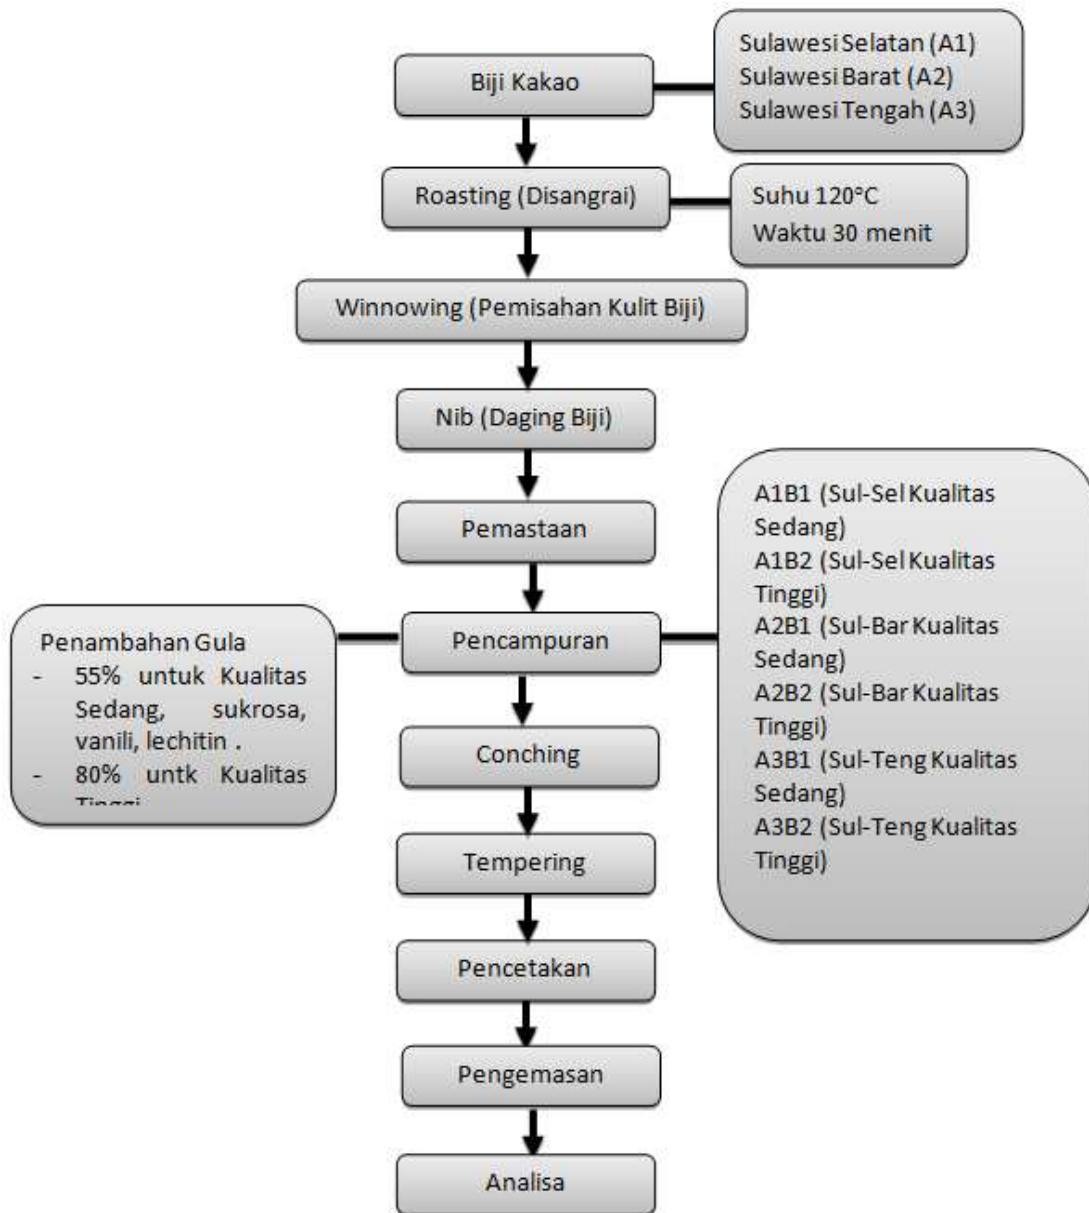 Biji Kakao
Sulawesi Selatan (A1)
Sulawesi Barat (A2)
Sulawesi Tengah (A3)
Roasting (Disangrai)
Suhu 120°C
Waktu 30 menit
Winnowing (Pemisahan Kulit Biji)
Nib (Daging Biji)
Pemastaan
Pencampuran
Penambahan Gula
- 55% untuk Kualitas
Sedang, sukrosa,
vanili, lechitin .
- 80% untk Kualitas
A1B1 (Sul-Sel Kualitas
Sedang)
A1B2 (Sul-Sel Kualitas
Tinggi)
A2B1 (Sul-Bar Kualitas
Sedang)
A2B2 (Sul-Bar Kualitas
Tinggi)
A3B1 (Sul-Teng Kualitas
Sedang)
A3B2 (Sul-Teng Kualitas
Tinggi)
Conching
Tempering
Pencetakan
Pengemasan
Analisa